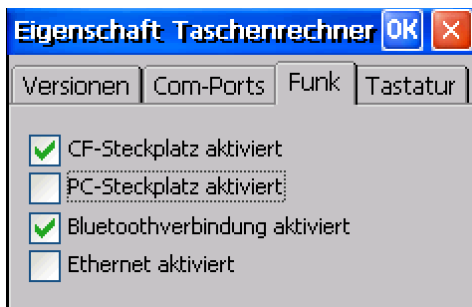 Eigenschaft Taschenrechner OK
Versionen Com-Ports Funk Tastatur
CF-Steckplatz aktiviert
PC-Steckplatz aktiviert
Bluetoothverbindung aktiviert
Ethernet aktiviert